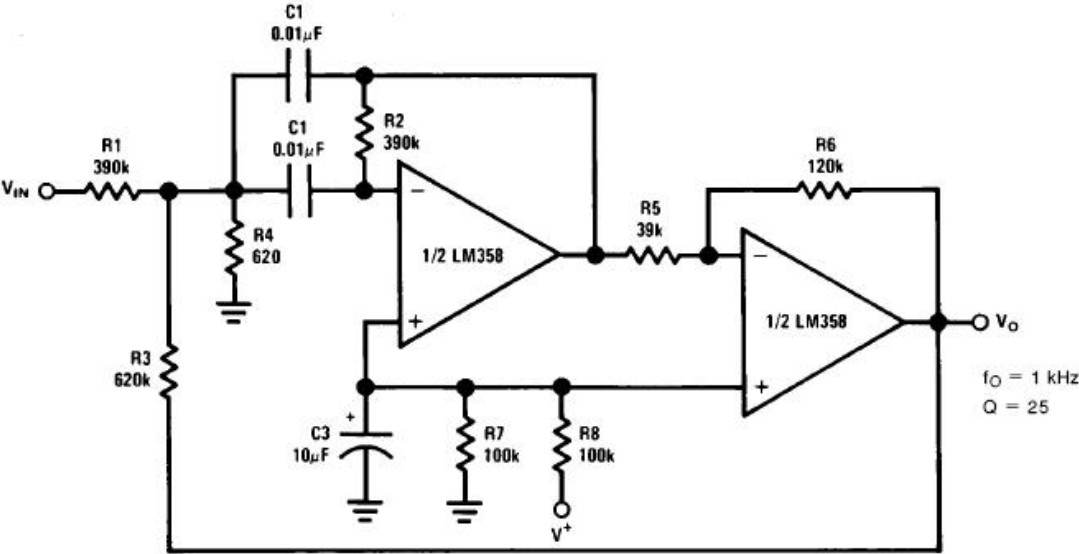 C1
0.01μF
R2
390k
C1
0.01μF
R1
390k
VIN
R4
620
−
1/2 LM358
+
R6
120k
R5
39k
−
1/2 LM358
+
VO
fO = 1 kHz
Q = 25
R3
620k
+
C3
10μF
R7
100k
R8
100k
V+